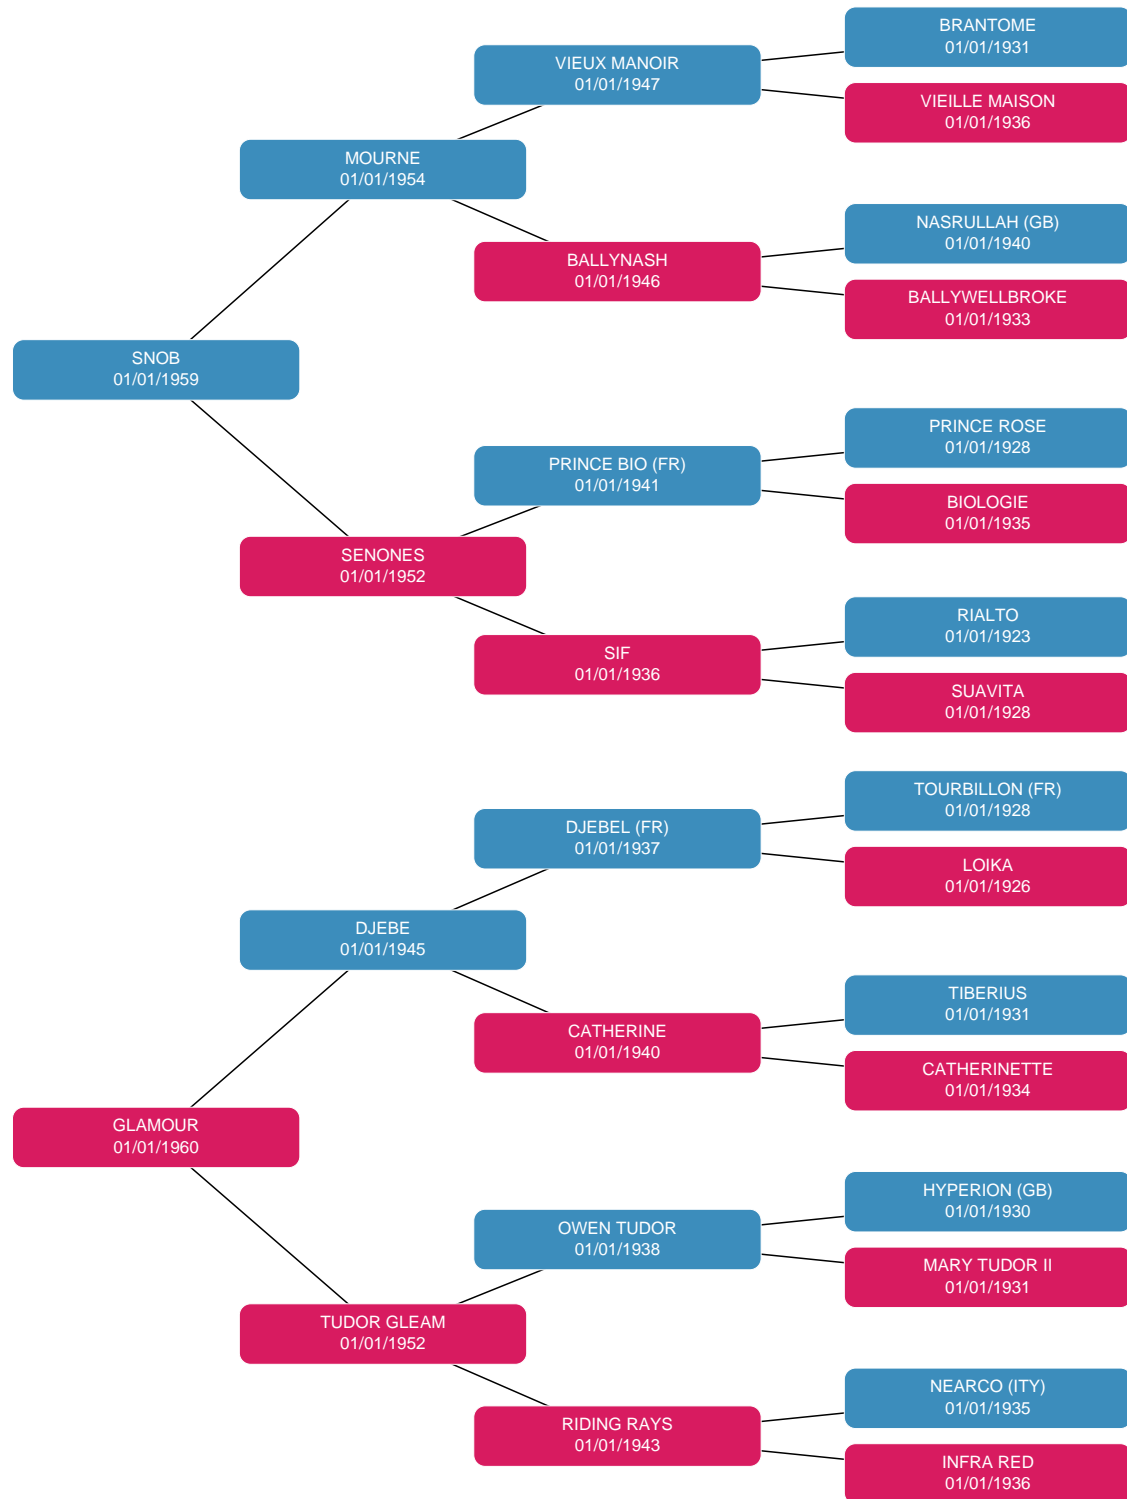 BRANTOME
01/01/1931
VIEUX MANOIR
01/01/1947
VIEILLE MAISON
01/01/1936
MOURNE
01/01/1954
NASRULLAH (GB)
01/01/1940
BALLYNASH
01/01/1946
BALLYWELLBROKE
01/01/1933
SNOB
01/01/1959
PRINCE ROSE
01/01/1928
PRINCE BIO (FR)
01/01/1941
BIOLOGIE
01/01/1935
SENONES
01/01/1952
RIALTO
01/01/1923
SIF
01/01/1936
SUAVITA
01/01/1928
TOURBILLON (FR)
01/01/1928
DJEBEL (FR)
01/01/1937
LOIKA
01/01/1926
DJEBE
01/01/1945
TIBERIUS
01/01/1931
CATHERINE
01/01/1940
CATHERINETTE
01/01/1934
GLAMOUR
01/01/1960
HYPERION (GB)
01/01/1930
OWEN TUDOR
01/01/1938
MARY TUDOR II
01/01/1931
TUDOR GLEAM
01/01/1952
NEARCO (ITY)
01/01/1935
RIDING RAYS
01/01/1943
INFRA RED
01/01/1936